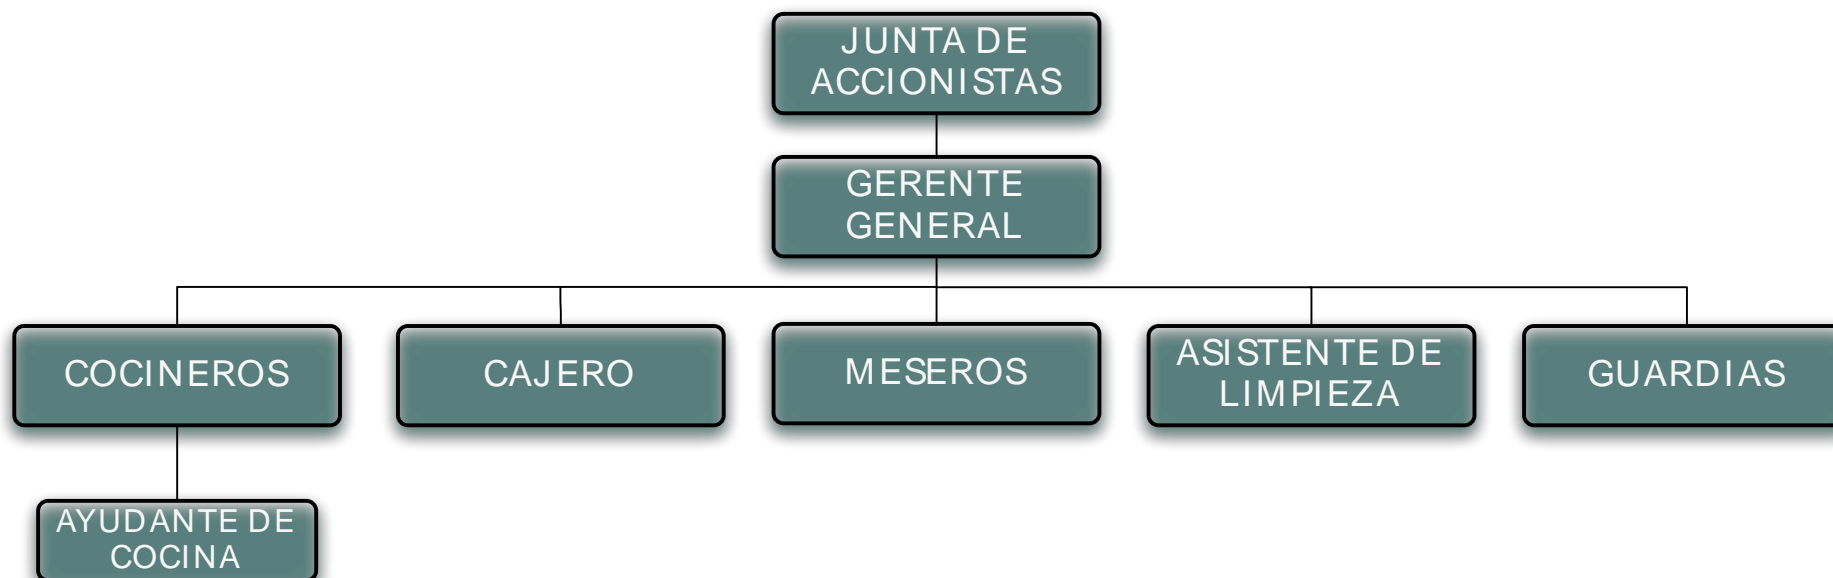 JUNTA DE
ACCIONISTAS
GERENTE
GENERAL
COCINEROS
CAJERO
MESEROS
ASISTENTE DE
LIMPIEZA
GUARDIAS
AYUDANTE DE
COCINA